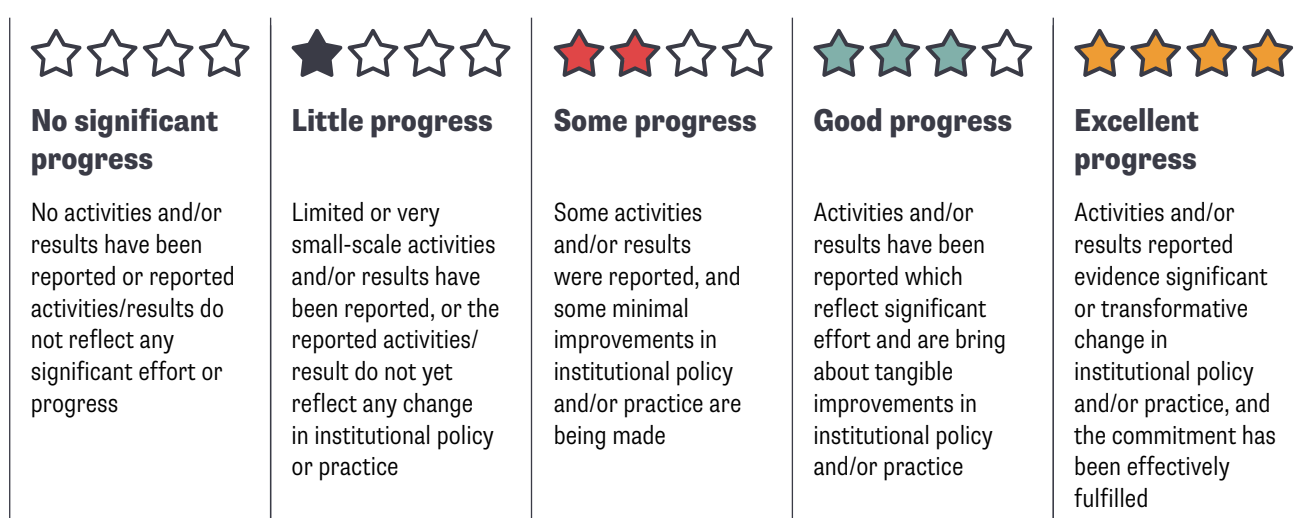 No significant
progress
No activities and/or
results have been
reported or reported
activities/results do
not reflect any
significant effort or
progress
Little progress
Limited or very
small-scale activities
and/or results have
been reported, or the
reported activities/
result do not yet
reflect any change
in institutional policy
or practice
Some progress
Some activities
and/or results
were reported, and
some minimal
improvements in
institutional policy
and/or practice are
being made
Good progress
Activities and/or
results have been
reported which
reflect significant
effort and are bring
about tangible
improvements in
institutional policy
and/or practice
Excellent
progress
Activities and/or
results reported
evidence significant
or transformative
change in
institutional policy
and/or practice, and
the commitment has
been effectively
fulfilled